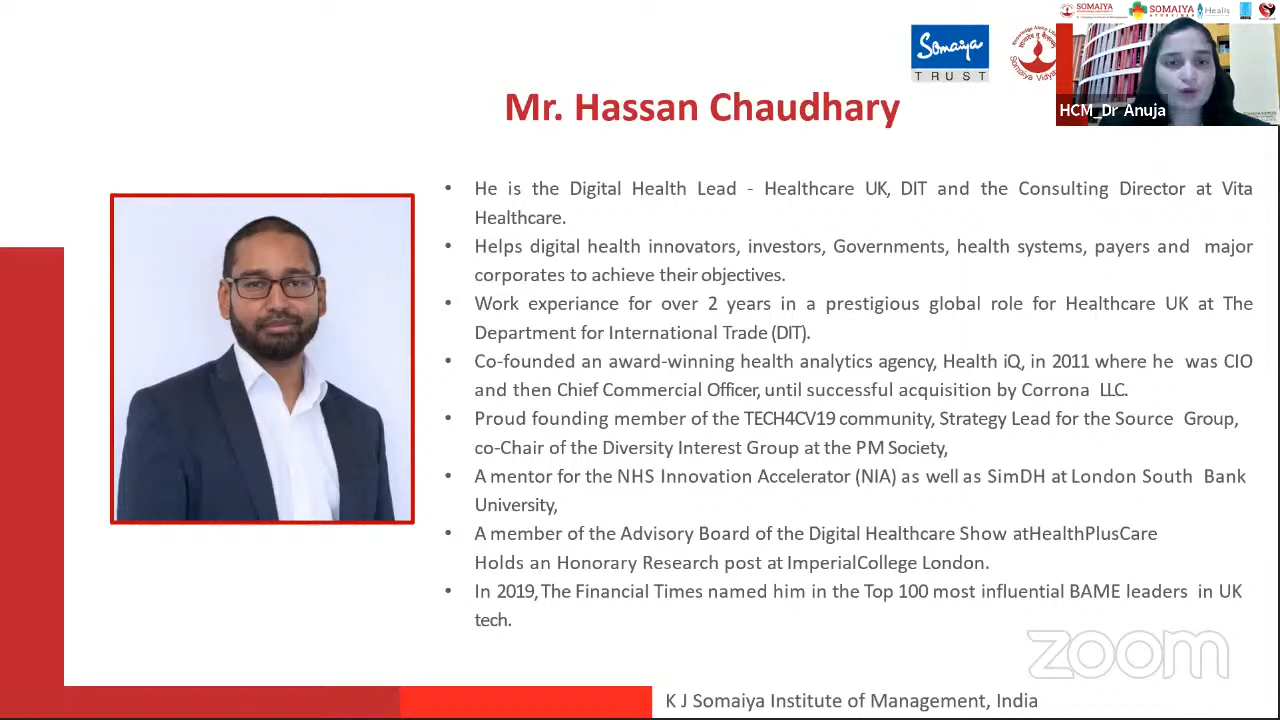 SOMAIYA
SOMAIYA
AYURVIHAR
Healis
Somaiya
TRUST
Somaiya Vidya
HCM_Dr Anuja
Mr. Hassan Chaudhary
• He is the Digital Health Lead - Healthcare UK, DIT and the Consulting Director at Vita
Healthcare.
• Helps digital health innovators, investors, Governments, health systems, payers and major
corporates to achieve their objectives.
• Work experiance for over 2 years in a prestigious global role for Healthcare UK at The
Department for International Trade (DIT).
• Co-founded an award-winning health analytics agency, Health iQ, in 2011 where he was CIO
and then Chief Commercial Officer, until successful acquisition by Corrona LLC.
• Proud founding member of the TECH4CV19 community, Strategy Lead for the Source Group,
co-Chair of the Diversity Interest Group at the PM Society,
• A mentor for the NHS Innovation Accelerator (NIA) as well as SimDH at London South Bank
University,
• A member of the Advisory Board of the Digital Healthcare Show atHealthPlusCare
Holds an Honorary Research post at ImperialCollege London.
• In 2019, The Financial Times named him in the Top 100 most influential BAME leaders in UK
tech.
zoom
K J Somaiya Institute of Management, India